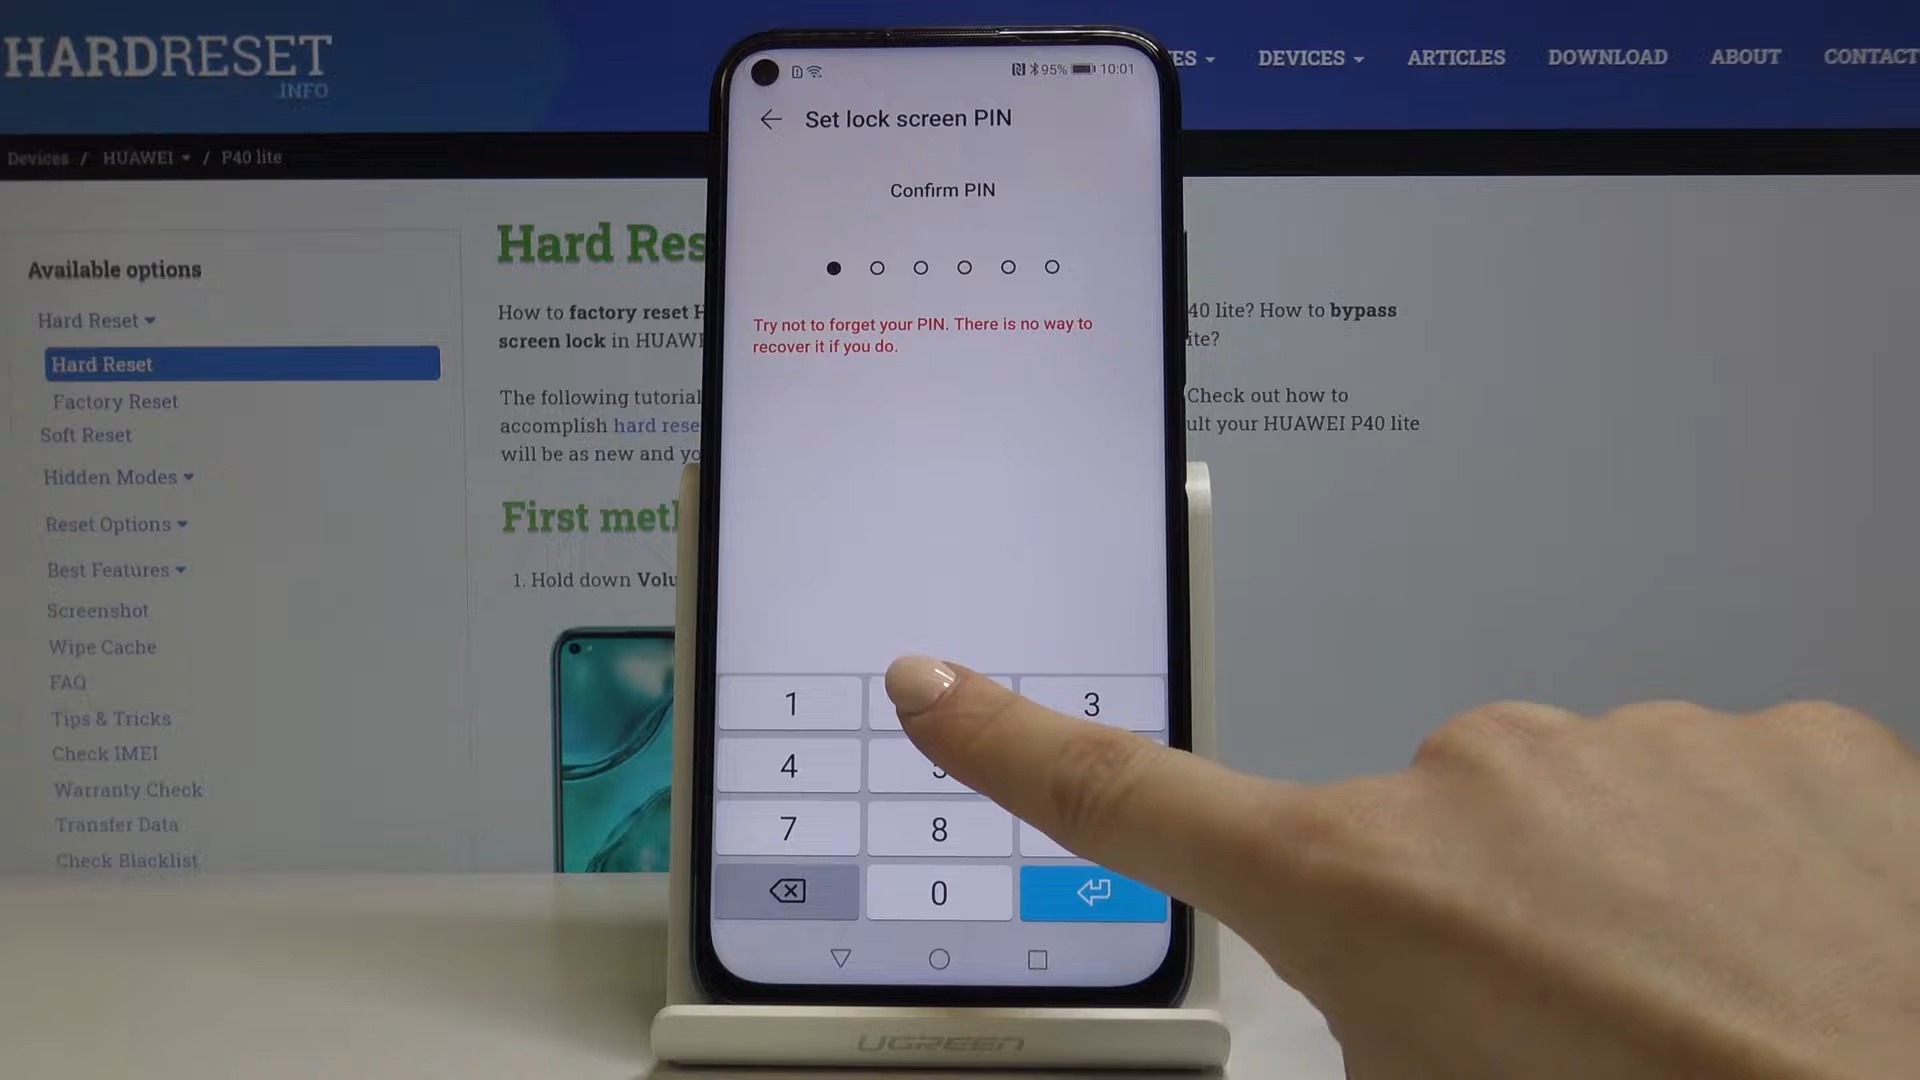 HARDRESET
.INFO
ES
DEVICES
ARTICLES
DOWNLOAD
ABOUT
CONTACT
Devices / HUAWEI / P40 lite
Available options
Hard Reset
Hard Reset
Factory Reset
Soft Reset
Hidden Modes
Reset Options
Best Features
Screenshot
Wipe Cache
FAQ
Tips & Tricks
Check IMEI
Warranty Check
Transfer Data
Check Blacklist
Hard Res
How to factory reset H
screen lock in HUAWI
The following tutorial
accomplish hard rese
will be as new and yo
First met
1. Hold down Volu
40 lite? How to bypass
ite?
Check out how to
ult your HUAWEI P40 lite
95% 10:01
Set lock screen PIN
Confirm PIN
Try not to forget your PIN. There is no way to
recover it if you do.
1 3
4 5
7 8
0
UGREEN